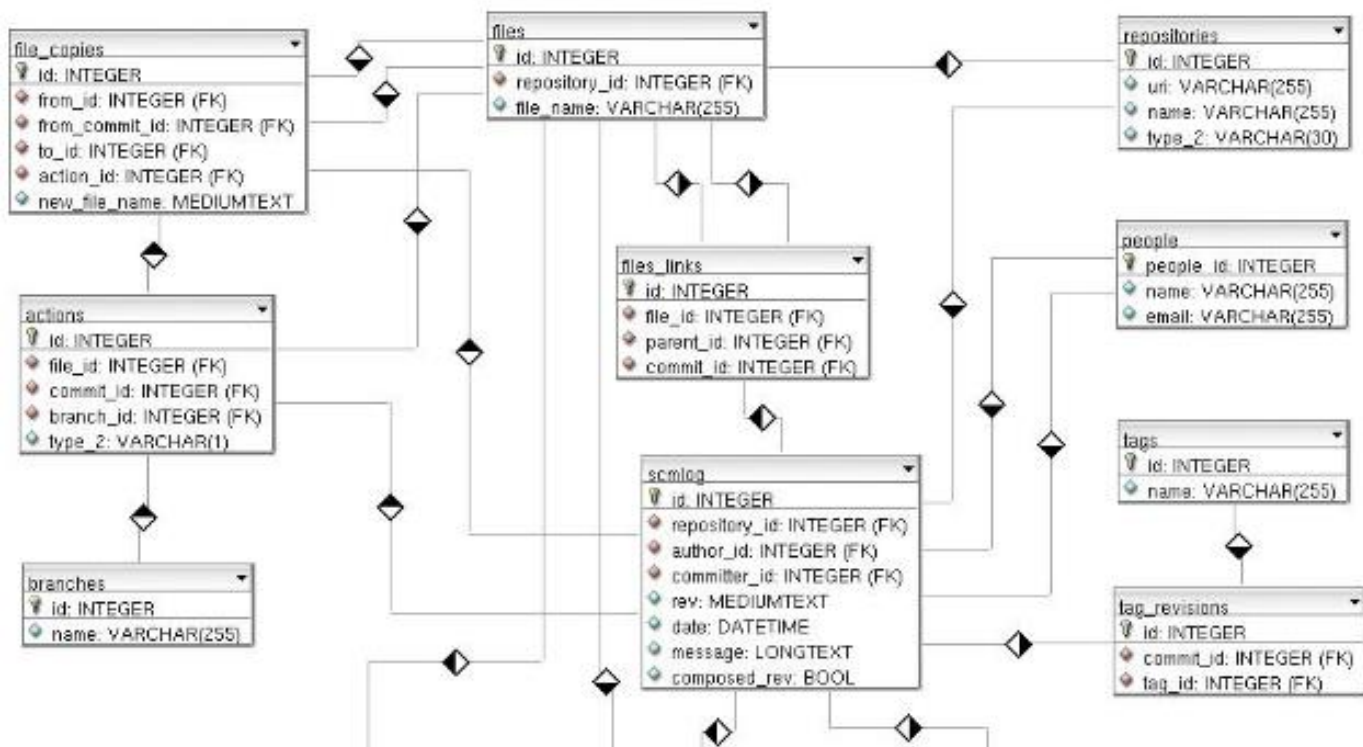 file_copies
id: INTEGER
from_id: INTEGER (FK)
from_commit_id: INTEGER (FK)
to_id: INTEGER (FK)
action_id: INTEGER (FK)
new_file_name: MEDIUMTEXT
files
id: INTEGER
repository_id: INTEGER (FK)
file_name: VARCHAR(255)
repositories
id: INTEGER
uri: VARCHAR(255)
name: VARCHAR(255)
type_2: VARCHAR(30)
actions
id: INTEGER
file_id: INTEGER (FK)
commit_id: INTEGER (FK)
branch_id: INTEGER (FK)
type_2: VARCHAR(1)
files_links
id: INTEGER
file_id: INTEGER (FK)
parent_id: INTEGER (FK)
commit_id: INTEGER (FK)
people
people_id: INTEGER
name: VARCHAR(255)
email: VARCHAR(255)
branches
id: INTEGER
name: VARCHAR(255)
scmlog
id: INTEGER
repository_id: INTEGER (FK)
author_id: INTEGER (FK)
committer_id: INTEGER (FK)
rev: MEDIUMTEXT
date: DATETIME
message: LONGTEXT
composed_rev: BOOL
tags
id: INTEGER
name: VARCHAR(255)
tag_revisions
id: INTEGER
commit_id: INTEGER (FK)
tag_id: INTEGER (FK)